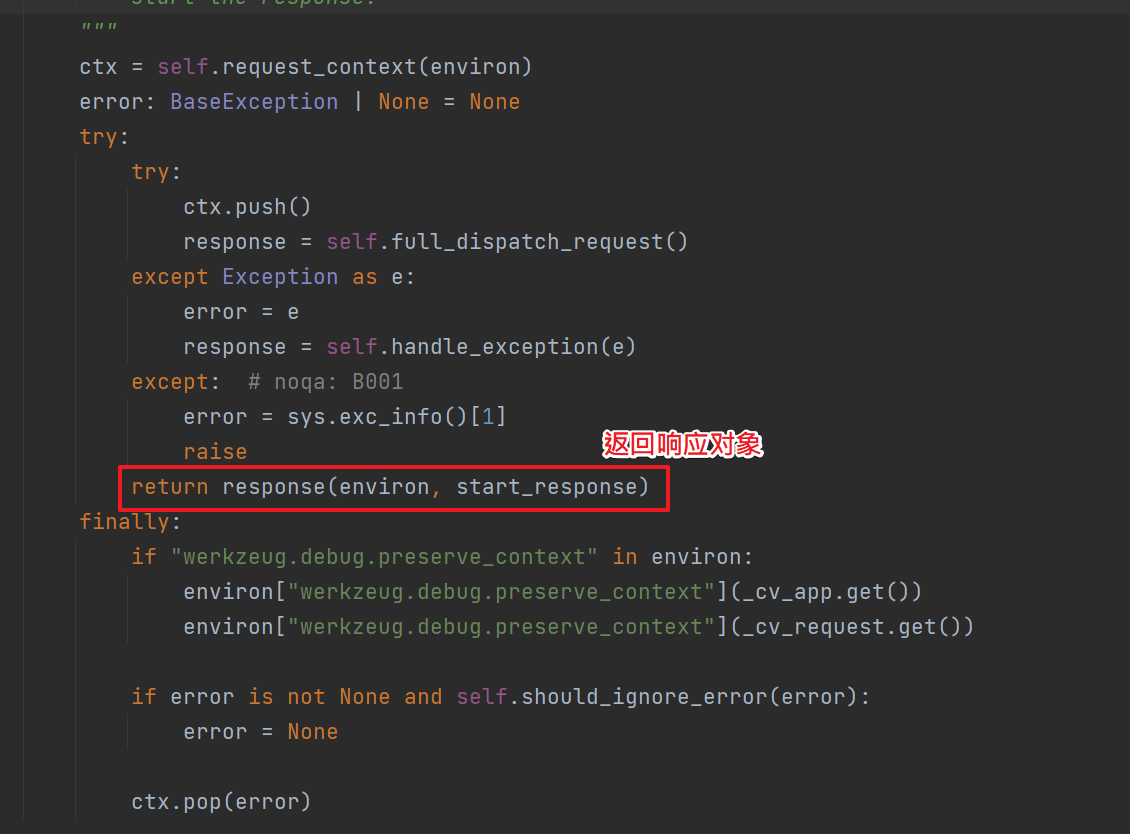 start the response.
"""
ctx = self.request_context(environ)
error: BaseException | None = None
try:
    try:
        ctx.push()
        response = self.full_dispatch_request()
    except Exception as e:
        error = e
        response = self.handle_exception(e)
    except:  # noqa: B001
        error = sys.exc_info()[1]
        raise
返回响应对象
    return response(environ, start_response)
finally:
    if "werkzeug.debug.preserve_context" in environ:
        environ["werkzeug.debug.preserve_context"](_cv_app.get())
        environ["werkzeug.debug.preserve_context"](_cv_request.get())
    if error is not None and self.should_ignore_error(error):
        error = None
    ctx.pop(error)